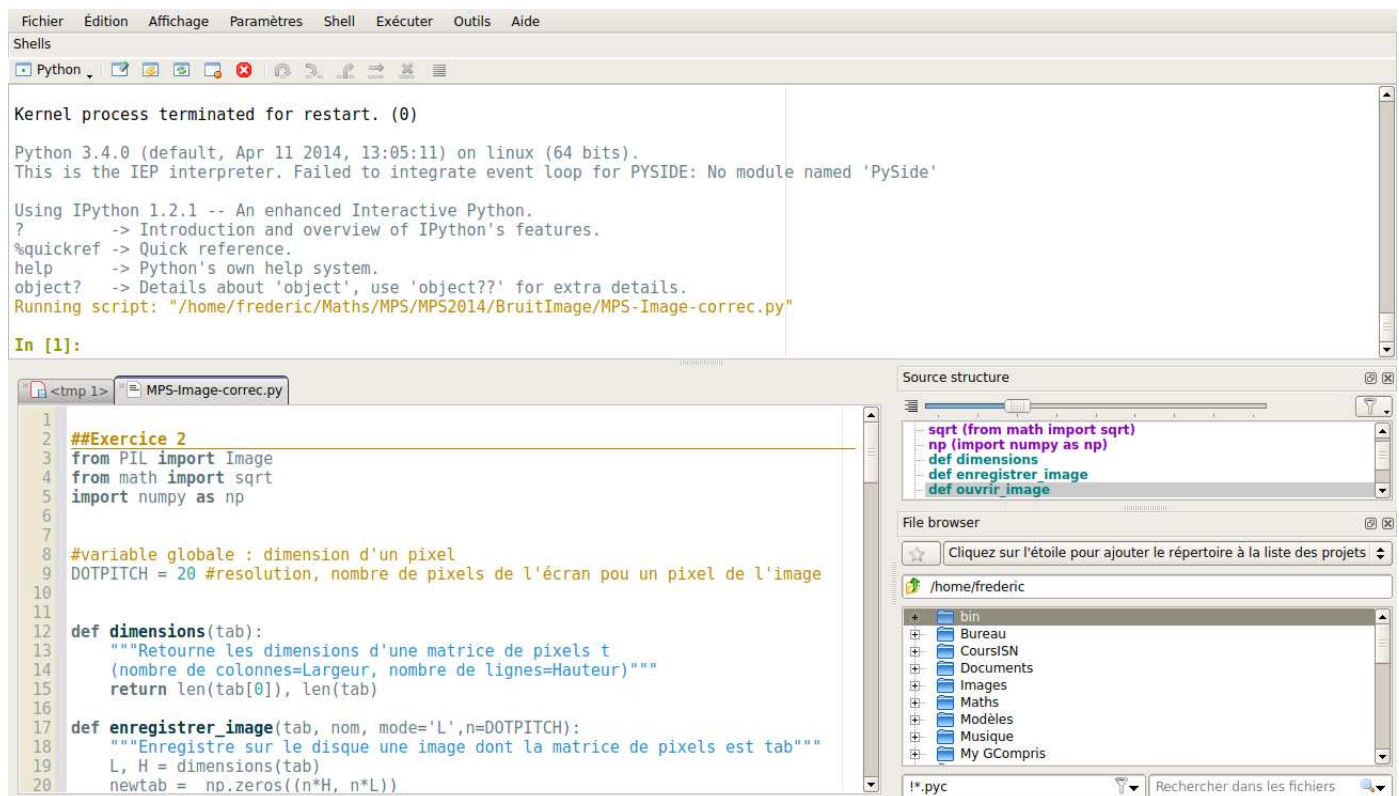 Fichier Édition Affichage Paramètres Shell Exécuter Outils Aide
Shells
Python
Kernel process terminated for restart. (0)
Python 3.4.0 (default, Apr 11 2014, 13:05:11) on linux (64 bits).
This is the IEP interpreter. Failed to integrate event loop for PYSIDE: No module named 'PySide'
Using IPython 1.2.1 -- An enhanced Interactive Python.
?         -> Introduction and overview of IPython's features.
%quickref -> Quick reference.
help      -> Python's own help system.
object?   -> Details about 'object', use 'object??' for extra details.
Running script: "/home/frederic/Maths/MPS/MPS2014/BruitImage/MPS-Image-correc.py"
In [1]:
<tmp 1> MPS-Image-correc.py
1
2 ##Exercice 2
3 from PIL import Image
4 from math import sqrt
5 import numpy as np
6
7
8 #variable globale : dimension d'un pixel
9 DOTPITCH = 20 #resolution, nombre de pixels de l'écran pou un pixel de l'image
10
11
12 def dimensions(tab):
13     """Retourne les dimensions d'une matrice de pixels t
14     (nombre de colonnes=Largeur, nombre de lignes=Hauteur)"""
15     return len(tab[0]), len(tab)
16
17 def enregistrer_image(tab, nom, mode='L',n=DOTPITCH):
18     """Enregistre sur le disque une image dont la matrice de pixels est tab"""
19     L, H = dimensions(tab)
20     newtab =  np.zeros((n*H, n*L))
Source structure
sqrt (from math import sqrt)
np (import numpy as np)
def dimensions
def enregistrer_image
def ouvrir_image
File browser
Cliquez sur l'étoile pour ajouter le répertoire à la liste des projets
/home/frederic
bin
Bureau
CoursISN
Documents
Images
Maths
Modèles
Musique
My GCompris
!*.pyc Rechercher dans les fichiers